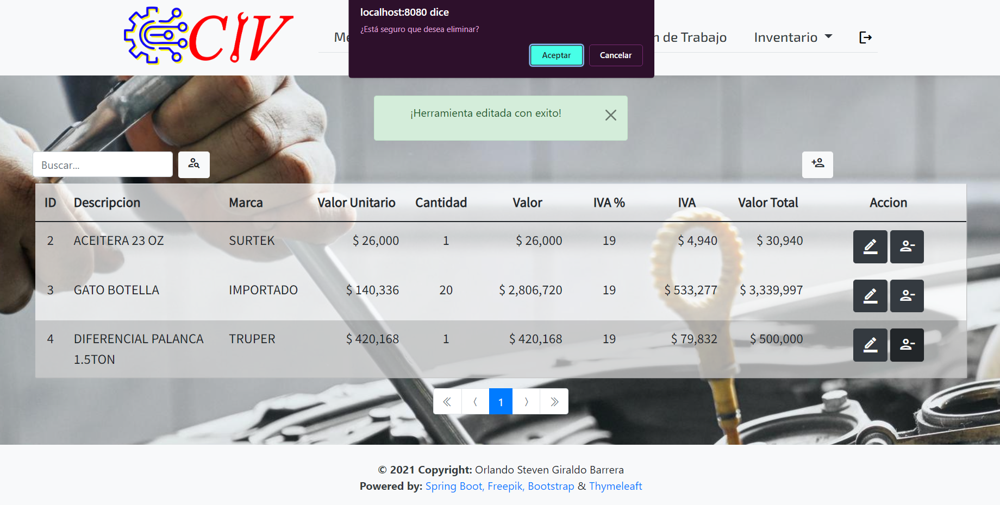 CIV
localhost:8080 dice
¿Está seguro que desea eliminar?
Aceptar
Cancelar
de Trabajo
Inventario
¡Herramienta editada con exito!
Buscar...
ID Descripcion Marca Valor Unitario Cantidad Valor IVA % IVA Valor Total Accion
2 ACEITERA 23 OZ SURTEK $ 26,000 1 $ 26,000 19 $ 4,940 $ 30,940
3 GATO BOTELLA IMPORTADO $ 140,336 20 $ 2,806,720 19 $ 533,277 $ 3,339,997
4 DIFERENCIAL PALANCA TRUPER $ 420,168 1 $ 420,168 19 $ 79,832 $ 500,000
1.5TON
« ‹ 1 › »
© 2021 Copyright: Orlando Steven Giraldo Barrera
Powered by: Spring Boot, Freepik, Bootstrap & Thymeleaft